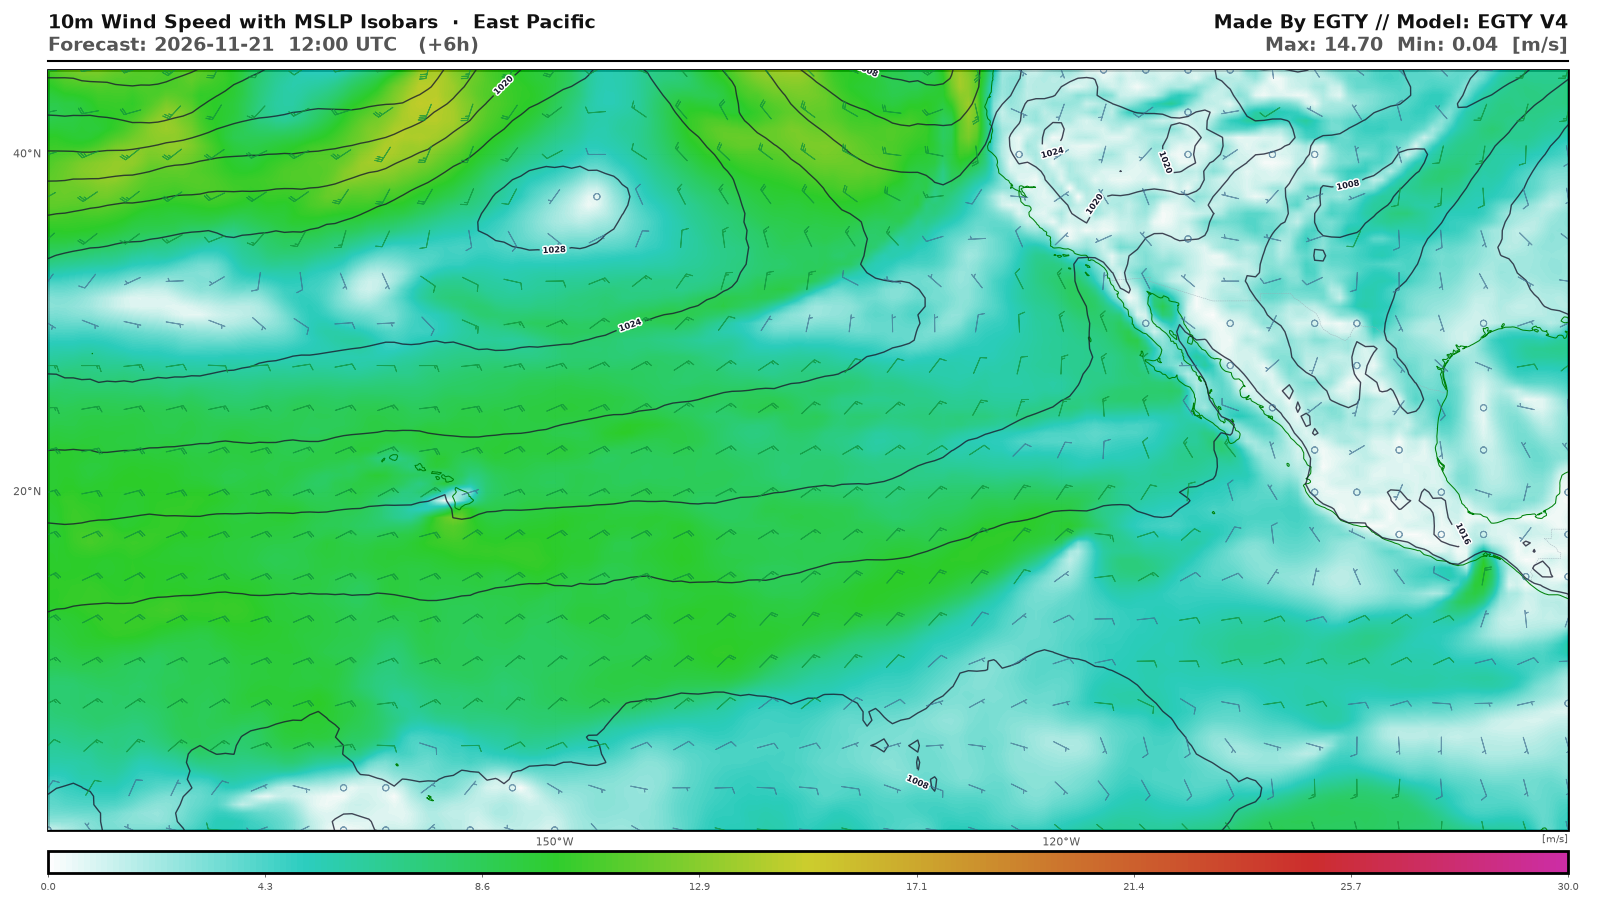 10m Wind Speed with MSLP Isobars · East Pacific
Made By EGTY // Model: EGTY V4
Forecast: 2026-11-21 12:00 UTC (+6h)
Max: 14.70 Min: 0.04 [m/s]
1020
1024
1020
40°N
1008
1020
1028
1024
20°N
1016
1008
150°W
120°W
[m/s]
0.0
4.3
8.6
12.9
17.1
21.4
25.7
30.0